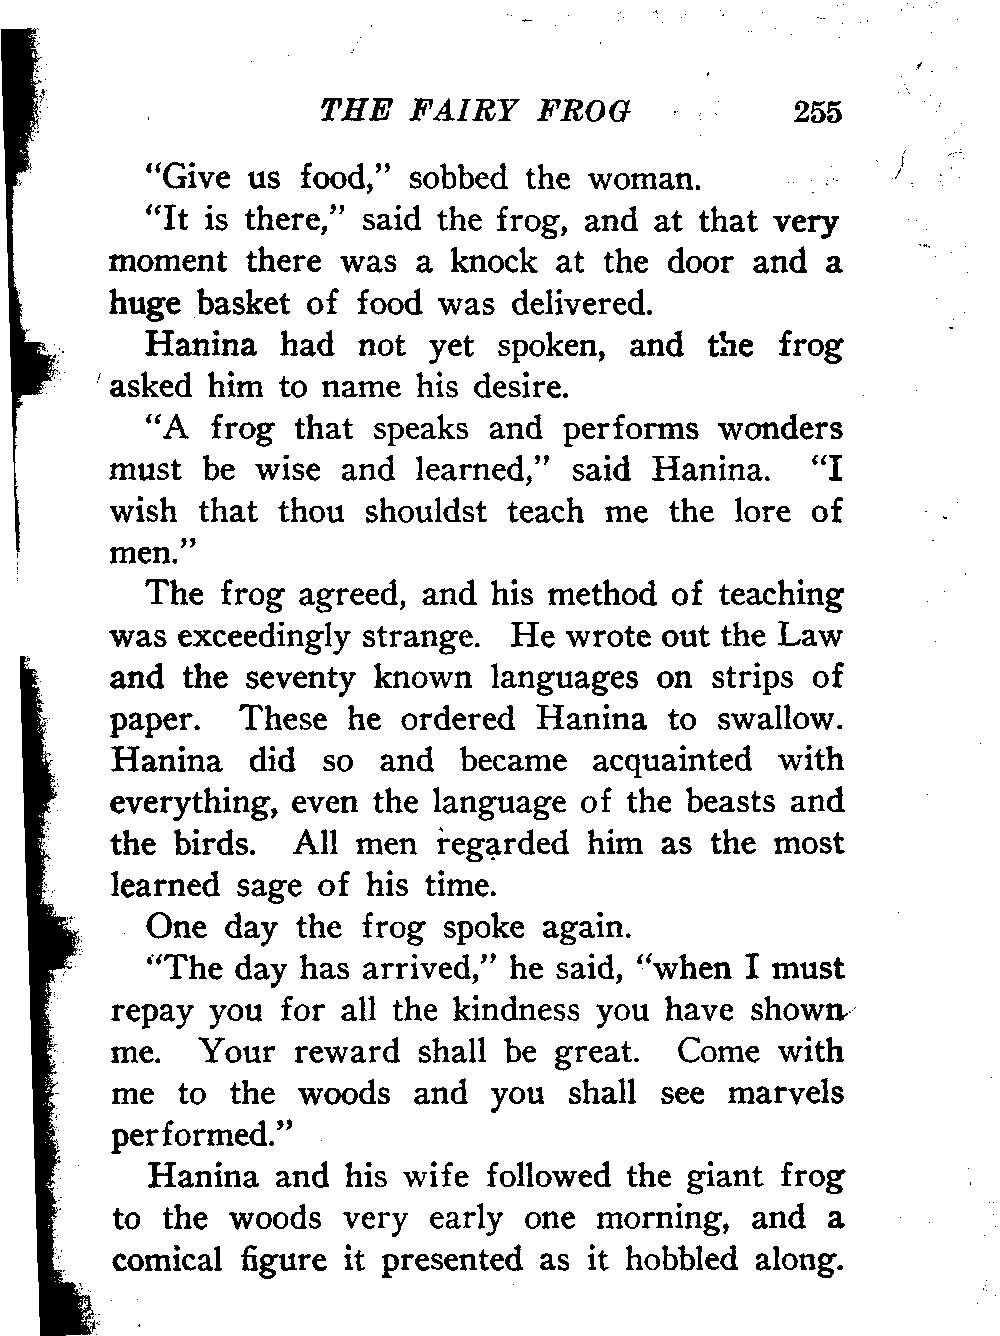 THE FAIRY FROG 255
“Give us food,” sobbed the woman.
“It is there,” said the frog, and at that very
moment there was a knock at the door and a
huge basket of food was delivered.
Hanina had not yet spoken, and the frog
asked him to name his desire.
“A frog that speaks and performs wonders
must be wise and learned,” said Hanina. “I
wish that thou shouldst teach me the lore of
men.”
The frog agreed, and his method of teaching
was exceedingly strange. He wrote out the Law
and the seventy known languages on strips of
paper. These he ordered Hanina to swallow.
Hanina did so and became acquainted with
everything, even the language of the beasts and
the birds. All men regarded him as the most
learned sage of his time.
One day the frog spoke again.
“The day has arrived,” he said, “when I must
repay you for all the kindness you have shown
me. Your reward shall be great. Come with
me to the woods and you shall see marvels
performed.”
Hanina and his wife followed the giant frog
to the woods very early one morning, and a
comical figure it presented as it hobbled along.